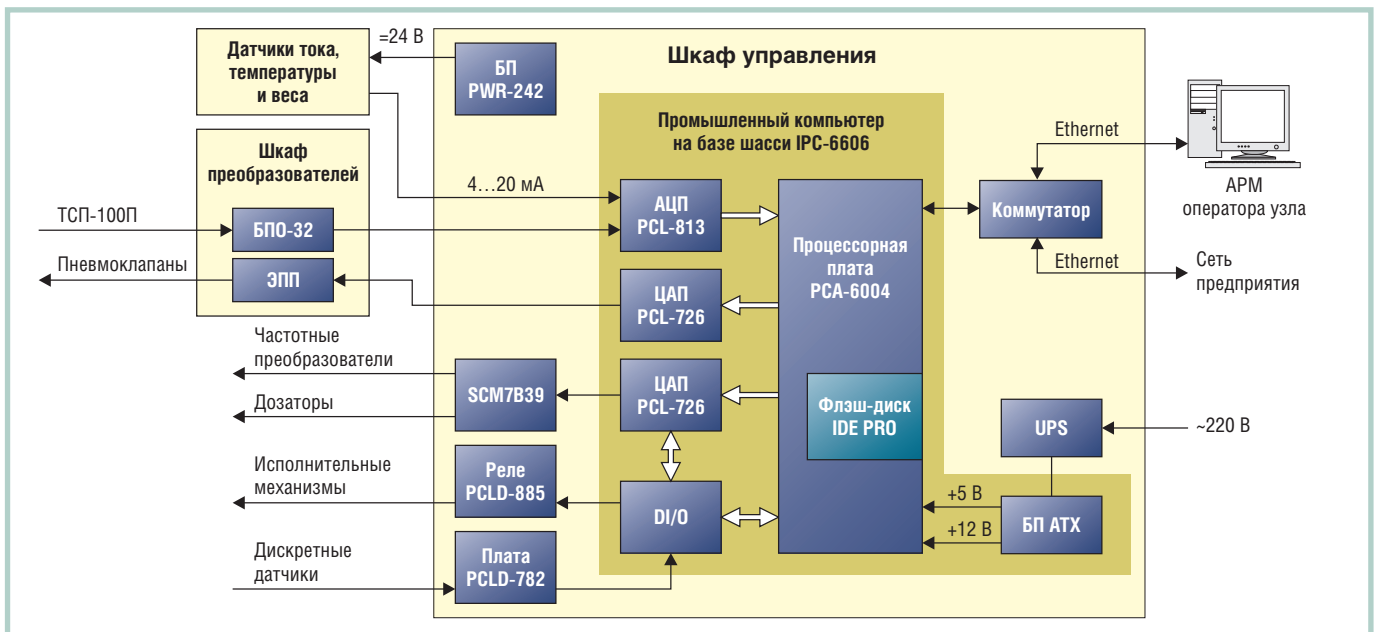 Датчики тока,
температуры
и веса
=24 В
БП
PWR-242
Шкаф управления
Промышленный компьютер
на базе шасси IPC-6606
Шкаф
преобразователей
ТСП-100П
БПО-32
Пневмоклапаны
ЭПП
4...20 мА
АЦП
PCL-813
ЦАП
PCL-726
Процессорная
плата
PCA-6004
Ethernet
Коммутатор
Ethernet
АРМ
оператора узла
Сеть
предприятия
Частотные
преобразователи
Дозаторы
SCM7B39
ЦАП
PCL-726
Флэш-диск
IDE PRO
UPS
~220 В
Исполнительные
механизмы
Реле
PCLD-885
DI/O
+5 В
+12 В
БП ATX
Дискретные
датчики
Плата
PCLD-782